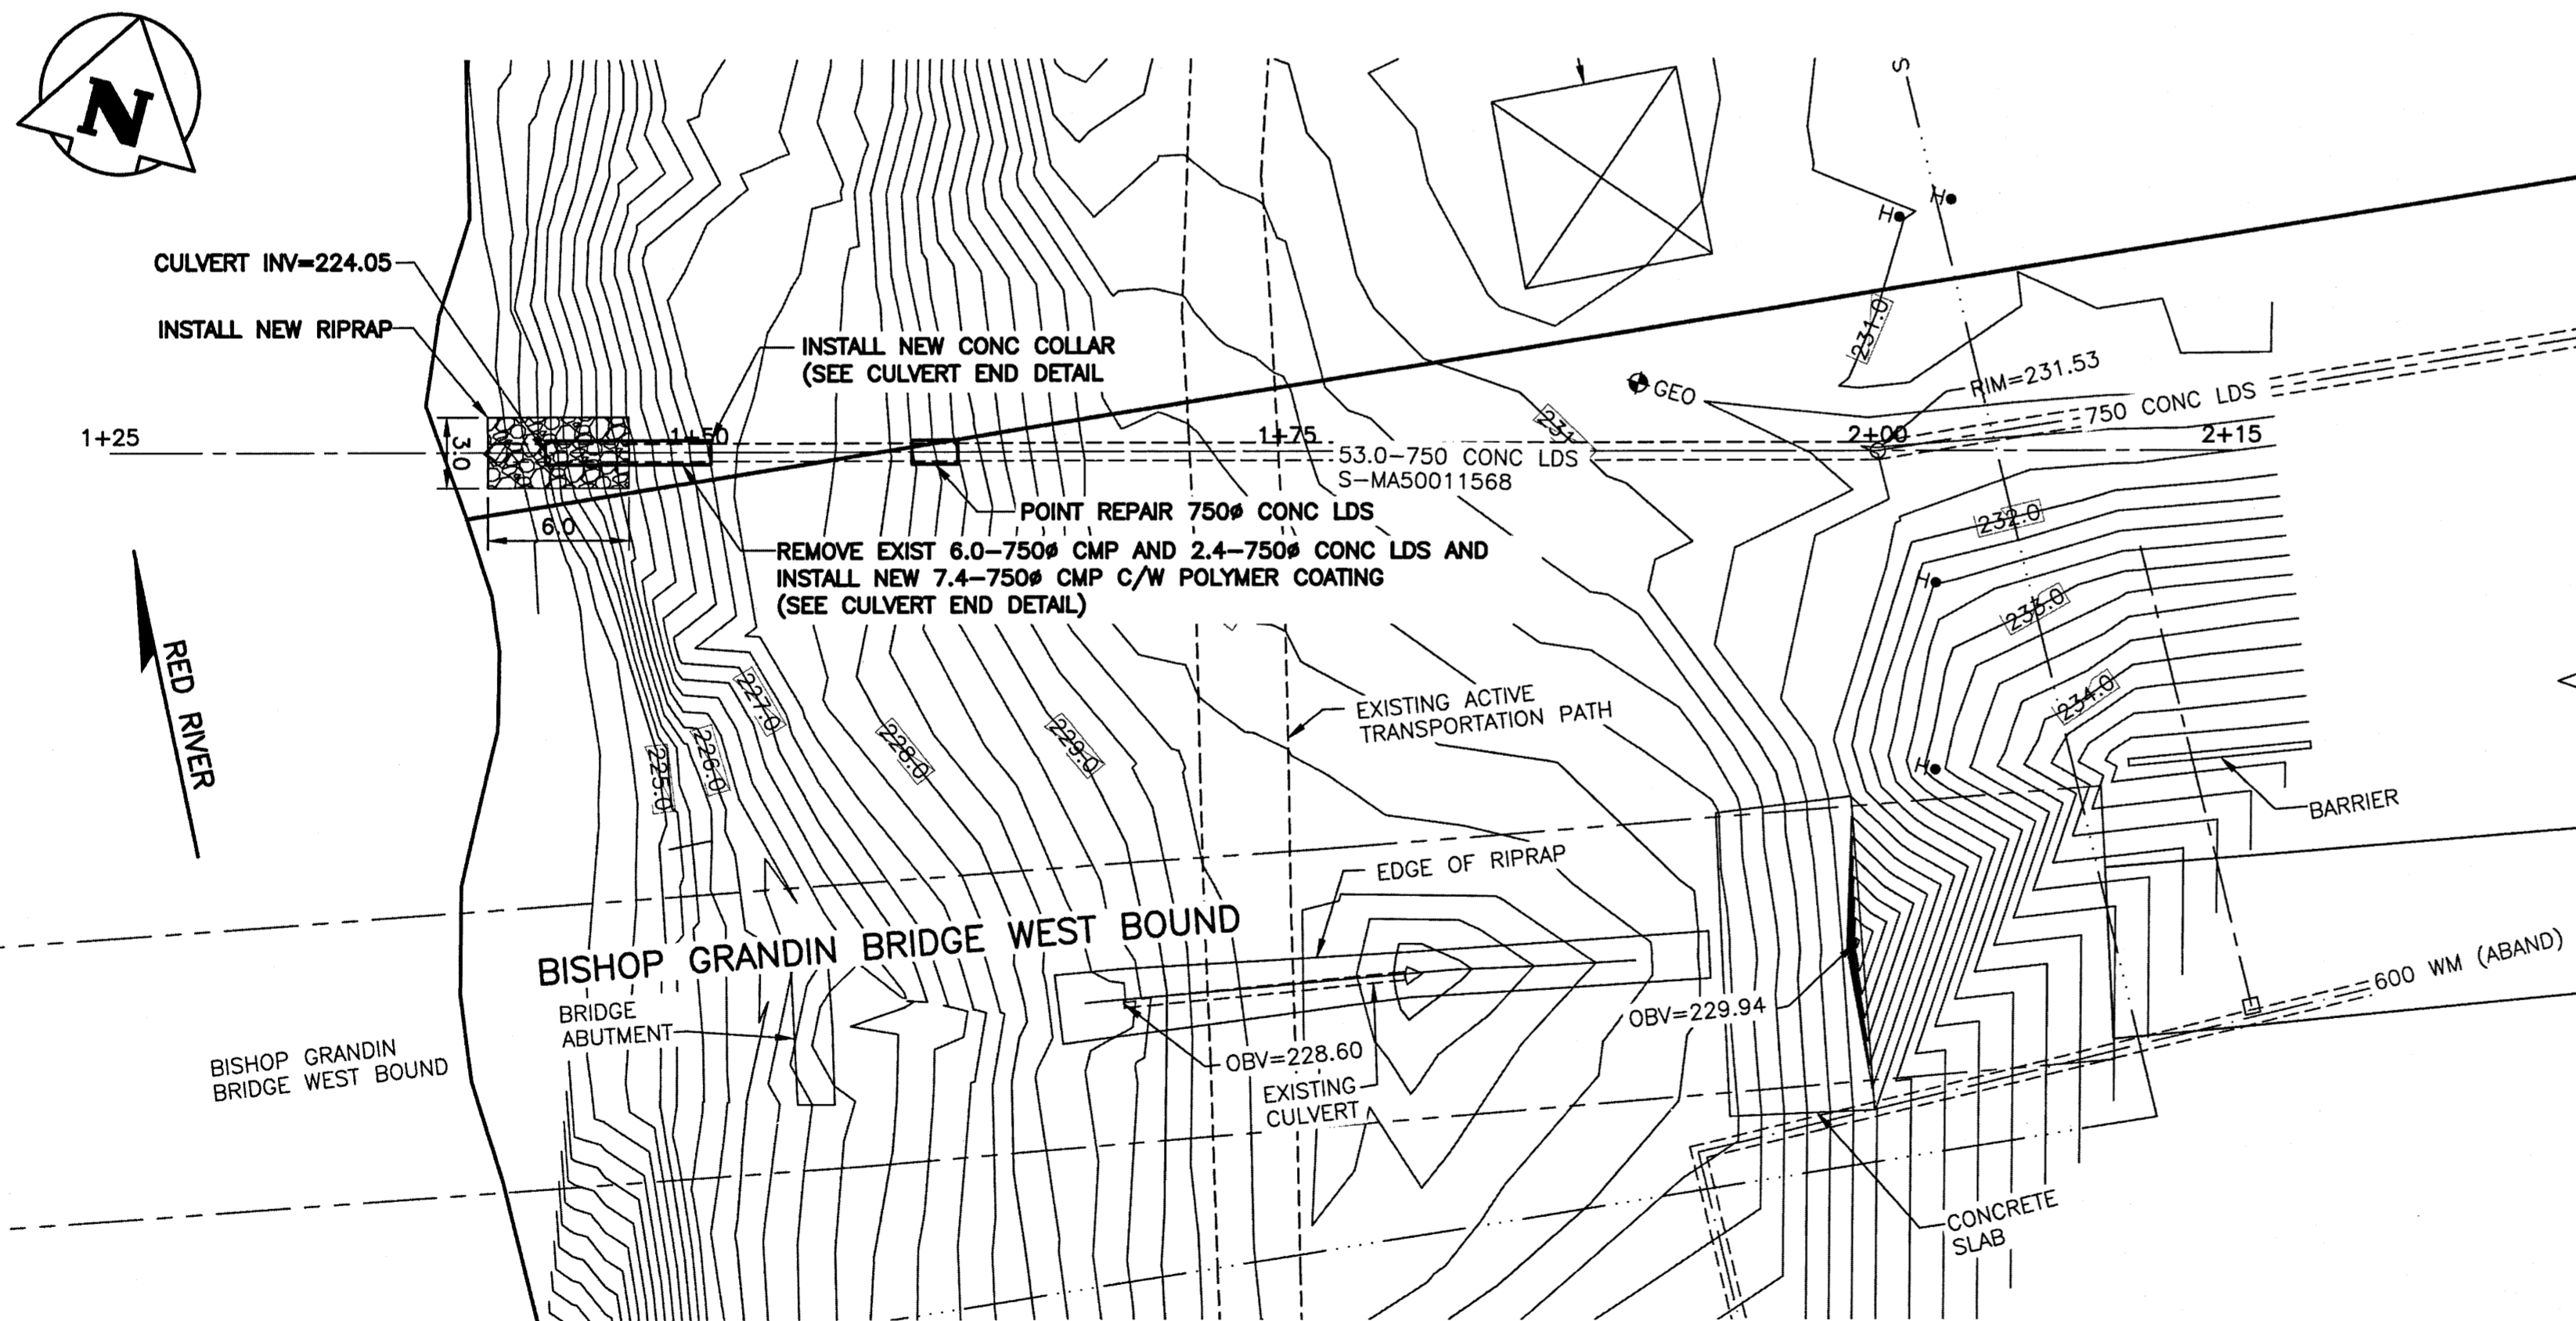 N
S
CULVERT INV=224.05
INSTALL NEW RIPRAP
H
H
231.0
INSTALL NEW CONC COLLAR
(SEE CULVERT END DETAIL
GEO
RIM=231.53
750 CONC LDS
231
1+25
3.0
1+50
1+75
2+00
2+15
53.0-750 CONC LDS
S-MA50011568
POINT REPAIR 750ø CONC LDS
6.0
232.0
REMOVE EXIST 6.0-750ø CMP AND 2.4-750ø CONC LDS AND
INSTALL NEW 7.4-750ø CMP C/W POLYMER COATING
(SEE CULVERT END DETAIL)
H
233.0
RED RIVER
227.0
225.0
226.0
228.0
229.0
EXISTING ACTIVE
TRANSPORTATION PATH
234.0
H
BARRIER
EDGE OF RIPRAP
BISHOP GRANDIN BRIDGE WEST BOUND
BRIDGE
ABUTMENT
OBV=229.94
600 WM (ABAND)
BISHOP GRANDIN
BRIDGE WEST BOUND
OBV=228.60
EXISTING
CULVERT
CONCRETE
SLAB